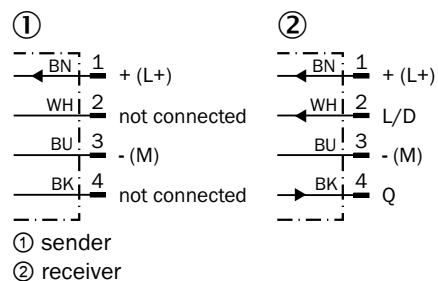 ① ②
BN 1 + (L+) BN 1 + (L+)
WH 2 not connected WH 2 L/D
BU 3 - (M) BU 3 - (M)
BK 4 not connected BK 4 Q
① sender
② receiver